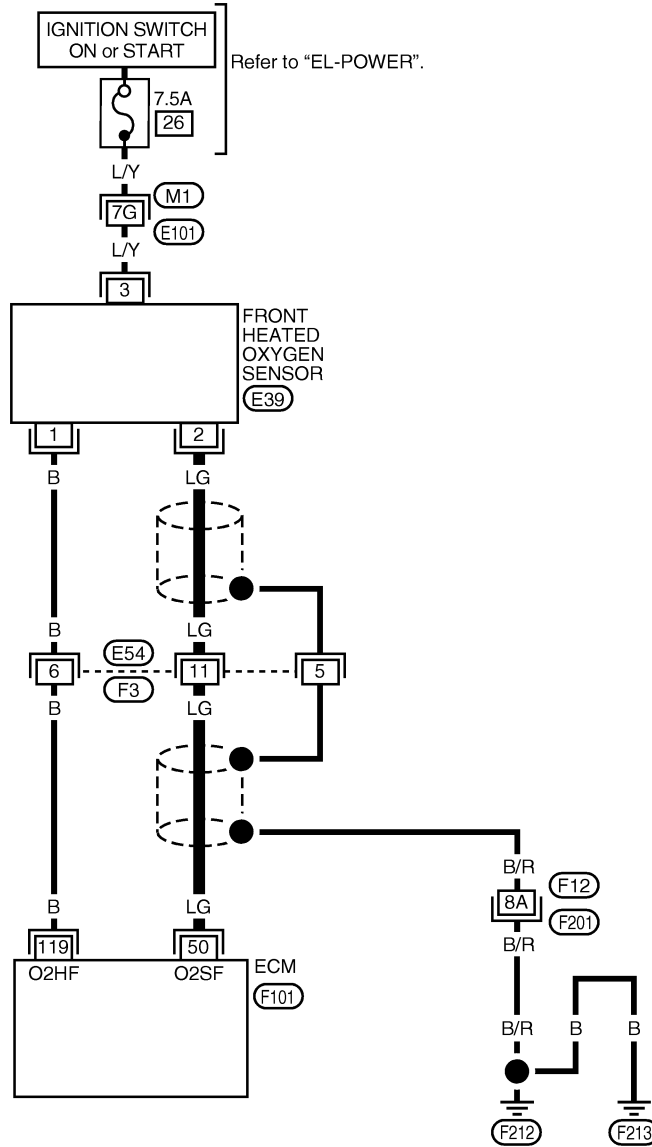 IGNITION SWITCH
ON or START
Refer to “EL-POWER”.
7.5A
26
L/Y
7G
M1
E101
L/Y
3
FRONT
HEATED
OXYGEN
SENSOR
E39
1
2
B
LG
B
LG
6
E54
F3
11
5
B
LG
B
LG
B/R
8A
F12
F201
B/R
119
50
O2HF
O2SF
ECM
F101
B/R
B
B
F212
F213